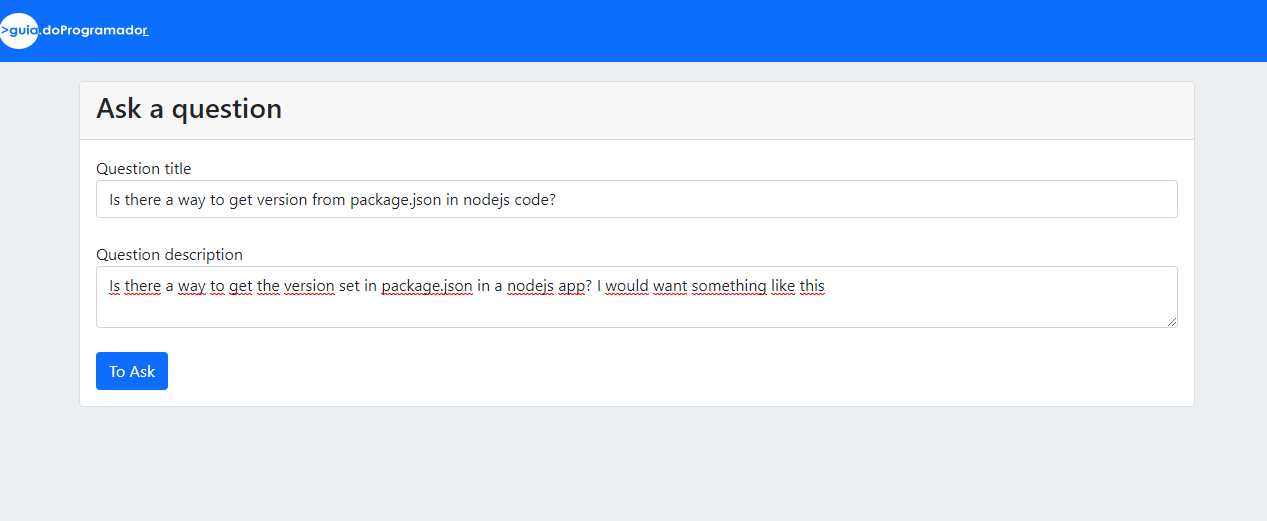 >guia.doProgramador_
Ask a question
Question title
Is there a way to get version from package.json in nodejs code?
Question description
Is there a way to get the version set in package.json in a nodejs app? I would want something like this
To Ask